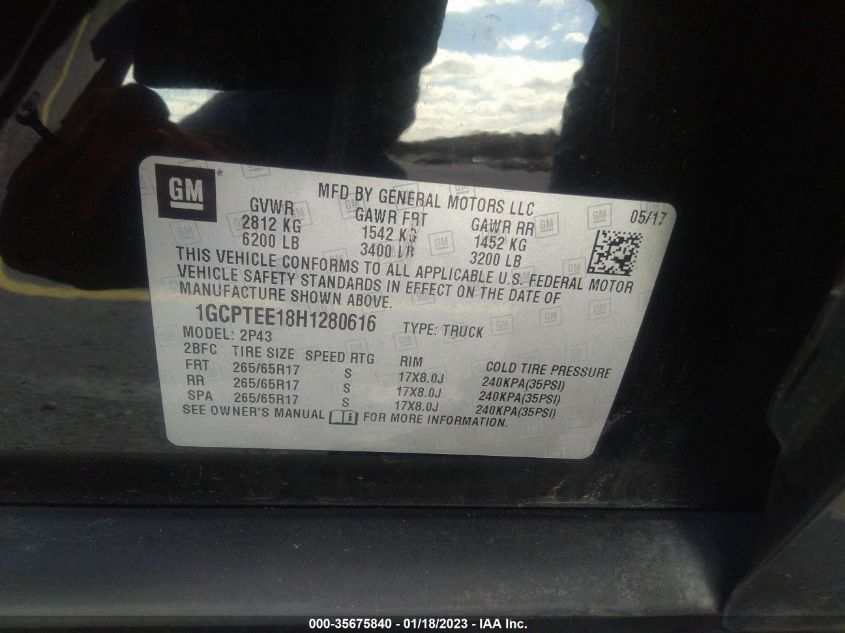 GM
MFD BY GENERAL MOTORS LLC
05/17
GVWR GAWR FRT GAWR RR
2812 KG 1542 KG 1452 KG
6200 LB 3400 LB 3200 LB
THIS VEHICLE CONFORMS TO ALL APPLICABLE U.S. FEDERAL MOTOR
VEHICLE SAFETY STANDARDS IN EFFECT ON THE DATE OF
MANUFACTURE SHOWN ABOVE.
1GCPTEE18H1280616 TYPE: TRUCK
MODEL: 2P43
2BFC TIRE SIZE SPEED RTG RIM COLD TIRE PRESSURE
FRT 265/65R17 S 17X8.0J 240KPA(35PSI)
RR 265/65R17 S 17X8.0J 240KPA(35PSI)
SPA 265/65R17 S 17X8.0J 240KPA(35PSI)
SEE OWNER'S MANUAL FOR MORE INFORMATION.
000-35675840 - 01/18/2023 - IAA Inc.